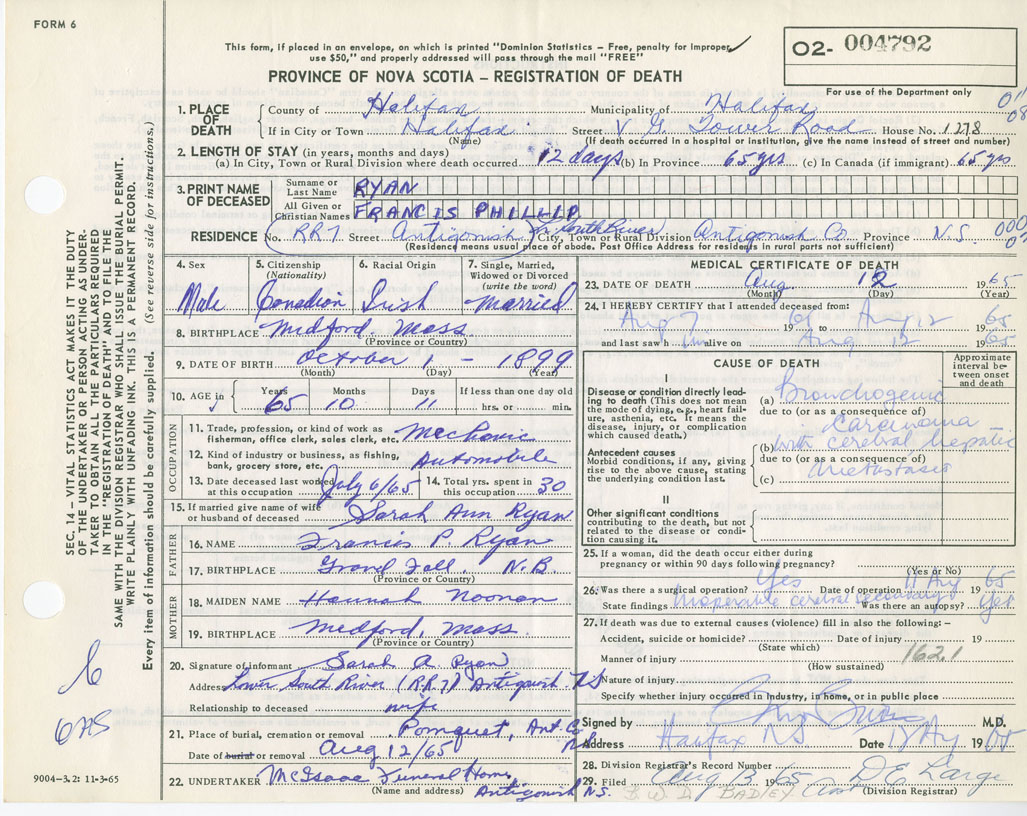 FORM 6
This form, if placed in an envelope, on which is printed "Dominion Statistics – Free, penalty for improper
use $50," and properly addressed will pass through the mail "FREE"
O2- 004792
For use of the Department only
PROVINCE OF NOVA SCOTIA – REGISTRATION OF DEATH
SEC. 14 – VITAL STATISTICS ACT MAKES IT THE DUTY
OF THE UNDERTAKER OR PERSON ACTING AS UNDER-
TAKER TO OBTAIN ALL THE PARTICULARS REQUIRED
IN THE "REGISTRATION OF DEATH" AND TO FILE THE
SAME WITH THE DIVISION REGISTRAR WHO SHALL ISSUE THE BURIAL PERMIT.
WRITE PLAINLY WITH UNFADING INK. THIS IS A PERMANENT RECORD.
Every item of information should be carefully supplied. (See reverse side for instructions.)
1. PLACE OF DEATH
County of Halifax Municipality of Halifax
If in City or Town Halifax Street V G Tower Road House No. 1278
(Name) (If death occurred in a hospital or institution, give the name instead of street and number)
2. LENGTH OF STAY (in years, months and days)
(a) In City, Town or Rural Division where death occurred 12 days (b) In Province 65 yrs (c) In Canada (if immigrant) 65 yrs
3. PRINT NAME OF DECEASED
Surname or Last Name RYAN
All Given or Christian Names FRANCIS PHILLIP
RESIDENCE No. RR7 Street Antigonish Lr. South River City, Town or Rural Division Antigonish Co. Province N.S.
(Residence means usual place of abode. Post Office Address for residents in rural parts not sufficient)
4. Sex Male
5. Citizenship (Nationality) Canadian
6. Racial Origin Irish
7. Single, Married, Widowed or Divorced (write the word) Married
8. BIRTHPLACE Medford, Mass
(Province or Country)
9. DATE OF BIRTH October 1 – 1899
(Month) (Day) (Year)
10. AGE in Years 65 Months 10 Days 11 If less than one day old hrs. or min.
OCCUPATION
11. Trade, profession, or kind of work as fisherman, office clerk, sales clerk, etc. Mechanic
12. Kind of industry or business, as fishing, bank, grocery store, etc. Automobile
13. Date deceased last worked at this occupation July 6/65
14. Total yrs. spent in this occupation 30
15. If married give name of wife or husband of deceased Sarah Ann Ryan
FATHER
16. NAME Francis P. Ryan
17. BIRTHPLACE Grand Fall. N.B.
(Province or Country)
MOTHER
18. MAIDEN NAME Hannah Noonan
19. BIRTHPLACE Medford, Mass.
(Province or Country)
20. Signature of informant Sarah A. Ryan
Address Lower South River (R.R.7) Antigonish NS
Relationship to deceased wife
21. Place of burial, cremation or removal Pomquet, Ant. Co NS
Date of burial or removal Aug 12/65
22. UNDERTAKER McIsaac Funeral Home
(Name and address) Antigonish N.S.
9004–3.2: 11-3-65
MEDICAL CERTIFICATE OF DEATH
23. DATE OF DEATH Aug 12 1965
(Month) (Day) (Year)
24. I HEREBY CERTIFY that I attended deceased from:
Aug 7 19 65 to Aug 12 1965
and last saw h im alive on Aug 12 1965
CAUSE OF DEATH
Approximate interval between onset and death
I
Disease or condition directly leading to death (This does not mean the mode of dying, e.g., heart failure, asthenia, etc. It means the disease, injury, or complication which caused death.)
(a) Bronchogenic
due to (or as a consequence of)
carcinoma
Antecedent causes
Morbid conditions, if any, giving rise to the above cause, stating the underlying condition last.
(b) with cerebral hepatic
due to (or as a consequence of)
metastases
(c)
II
Other significant conditions
contributing to the death, but not related to the disease or condition causing it.
25. If a woman, did the death occur either during pregnancy or within 90 days following pregnancy?
(Yes or No)
26. Was there a surgical operation? Yes Date of operation 11 Aug 1965
State findings Inoperable cerebral secondary Was there an autopsy? Yes
27. If death was due to external causes (violence) fill in also the following: –
Accident, suicide or homicide? Date of injury 19
(State which)
Manner of injury 162.1
(How sustained)
Nature of injury
Specify whether injury occurred in Industry, in home, or in public place
Signed by M.D.
Address Halifax NS Date Aug 1965
28. Division Registrar's Record Number
29. Filed Aug 13 1965 D E Large
(Division Registrar)